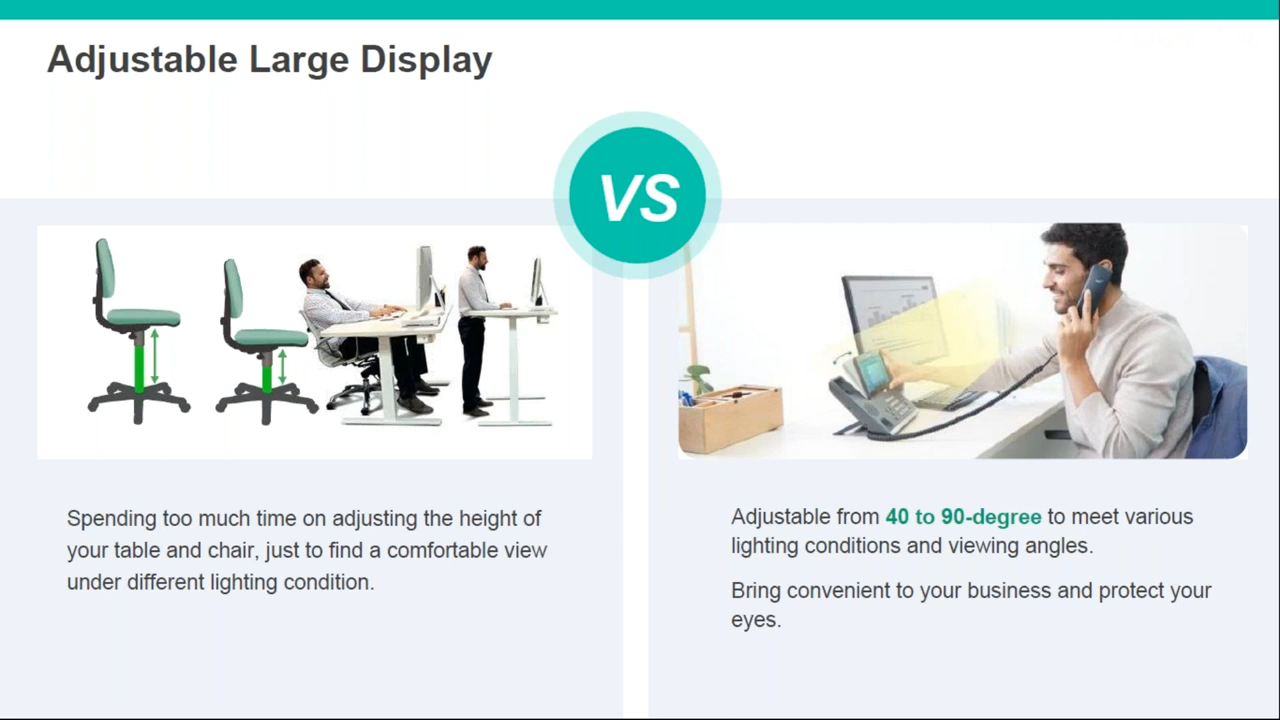 Adjustable Large Display
VS
Spending too much time on adjusting the height of
your table and chair, just to find a comfortable view
under different lighting condition.
Adjustable from 40 to 90-degree to meet various
lighting conditions and viewing angles.
Bring convenient to your business and protect your
eyes.